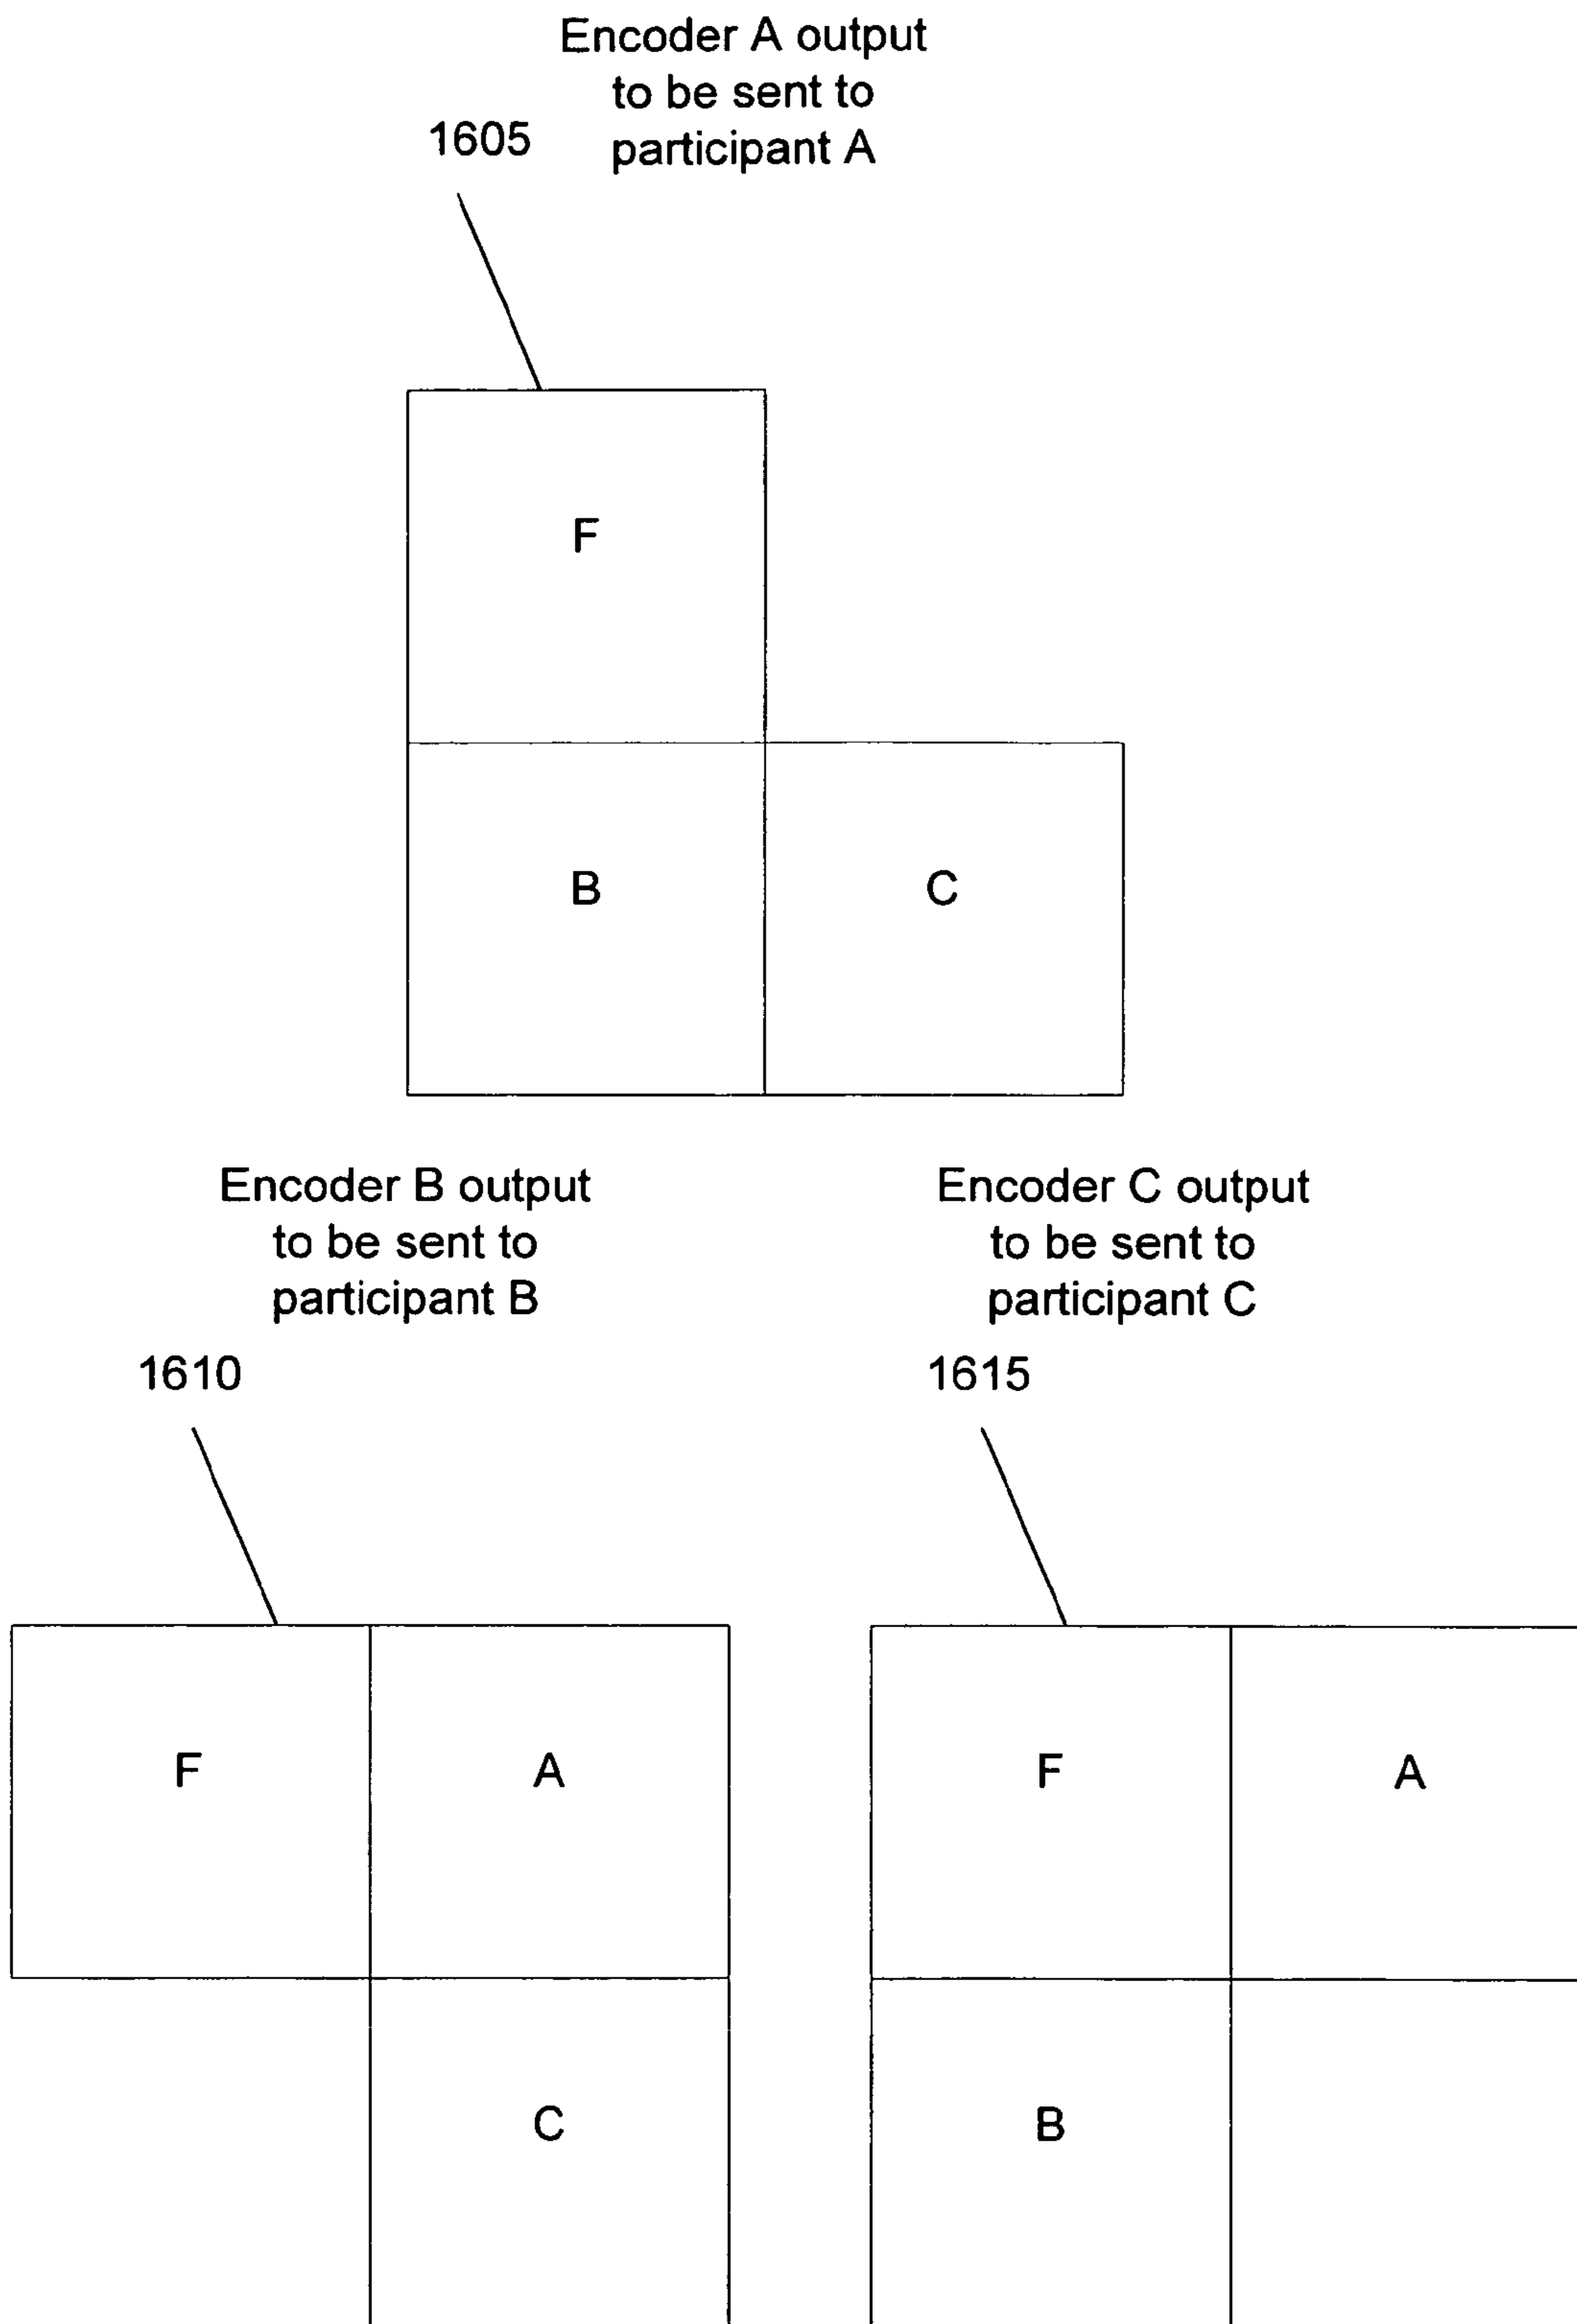 Encoder A output
to be sent to
participant A
1605
F
B C
Encoder B output
to be sent to
participant B
1610
Encoder C output
to be sent to
participant C
1615
F A
C
F A
B